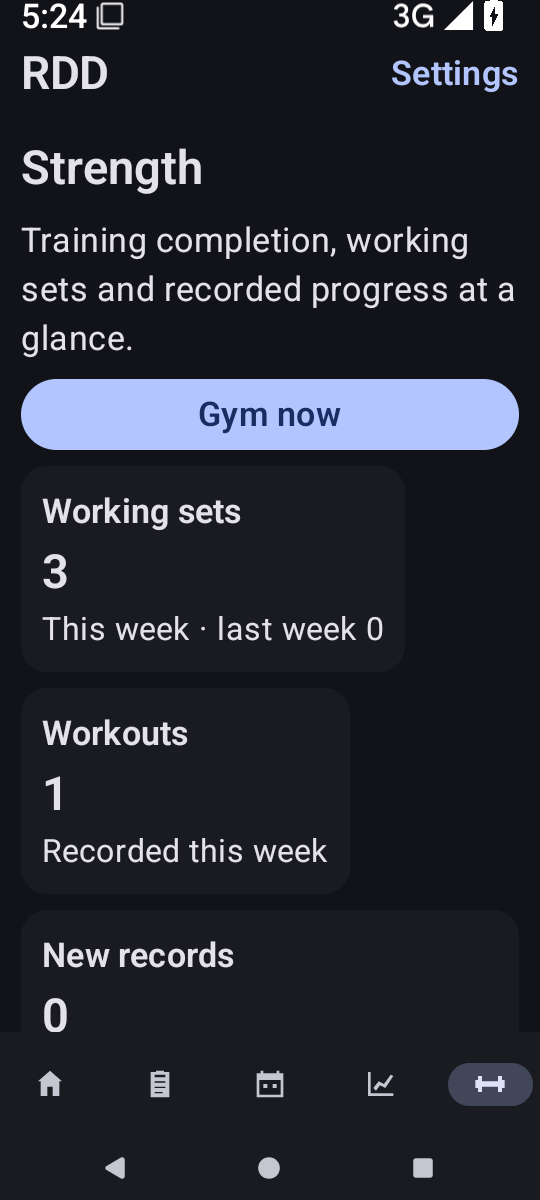 5:24 3G
RDD Settings
Strength
Training completion, working
sets and recorded progress at a
glance.
Gym now
Working sets
3
This week · last week 0
Workouts
1
Recorded this week
New records
0